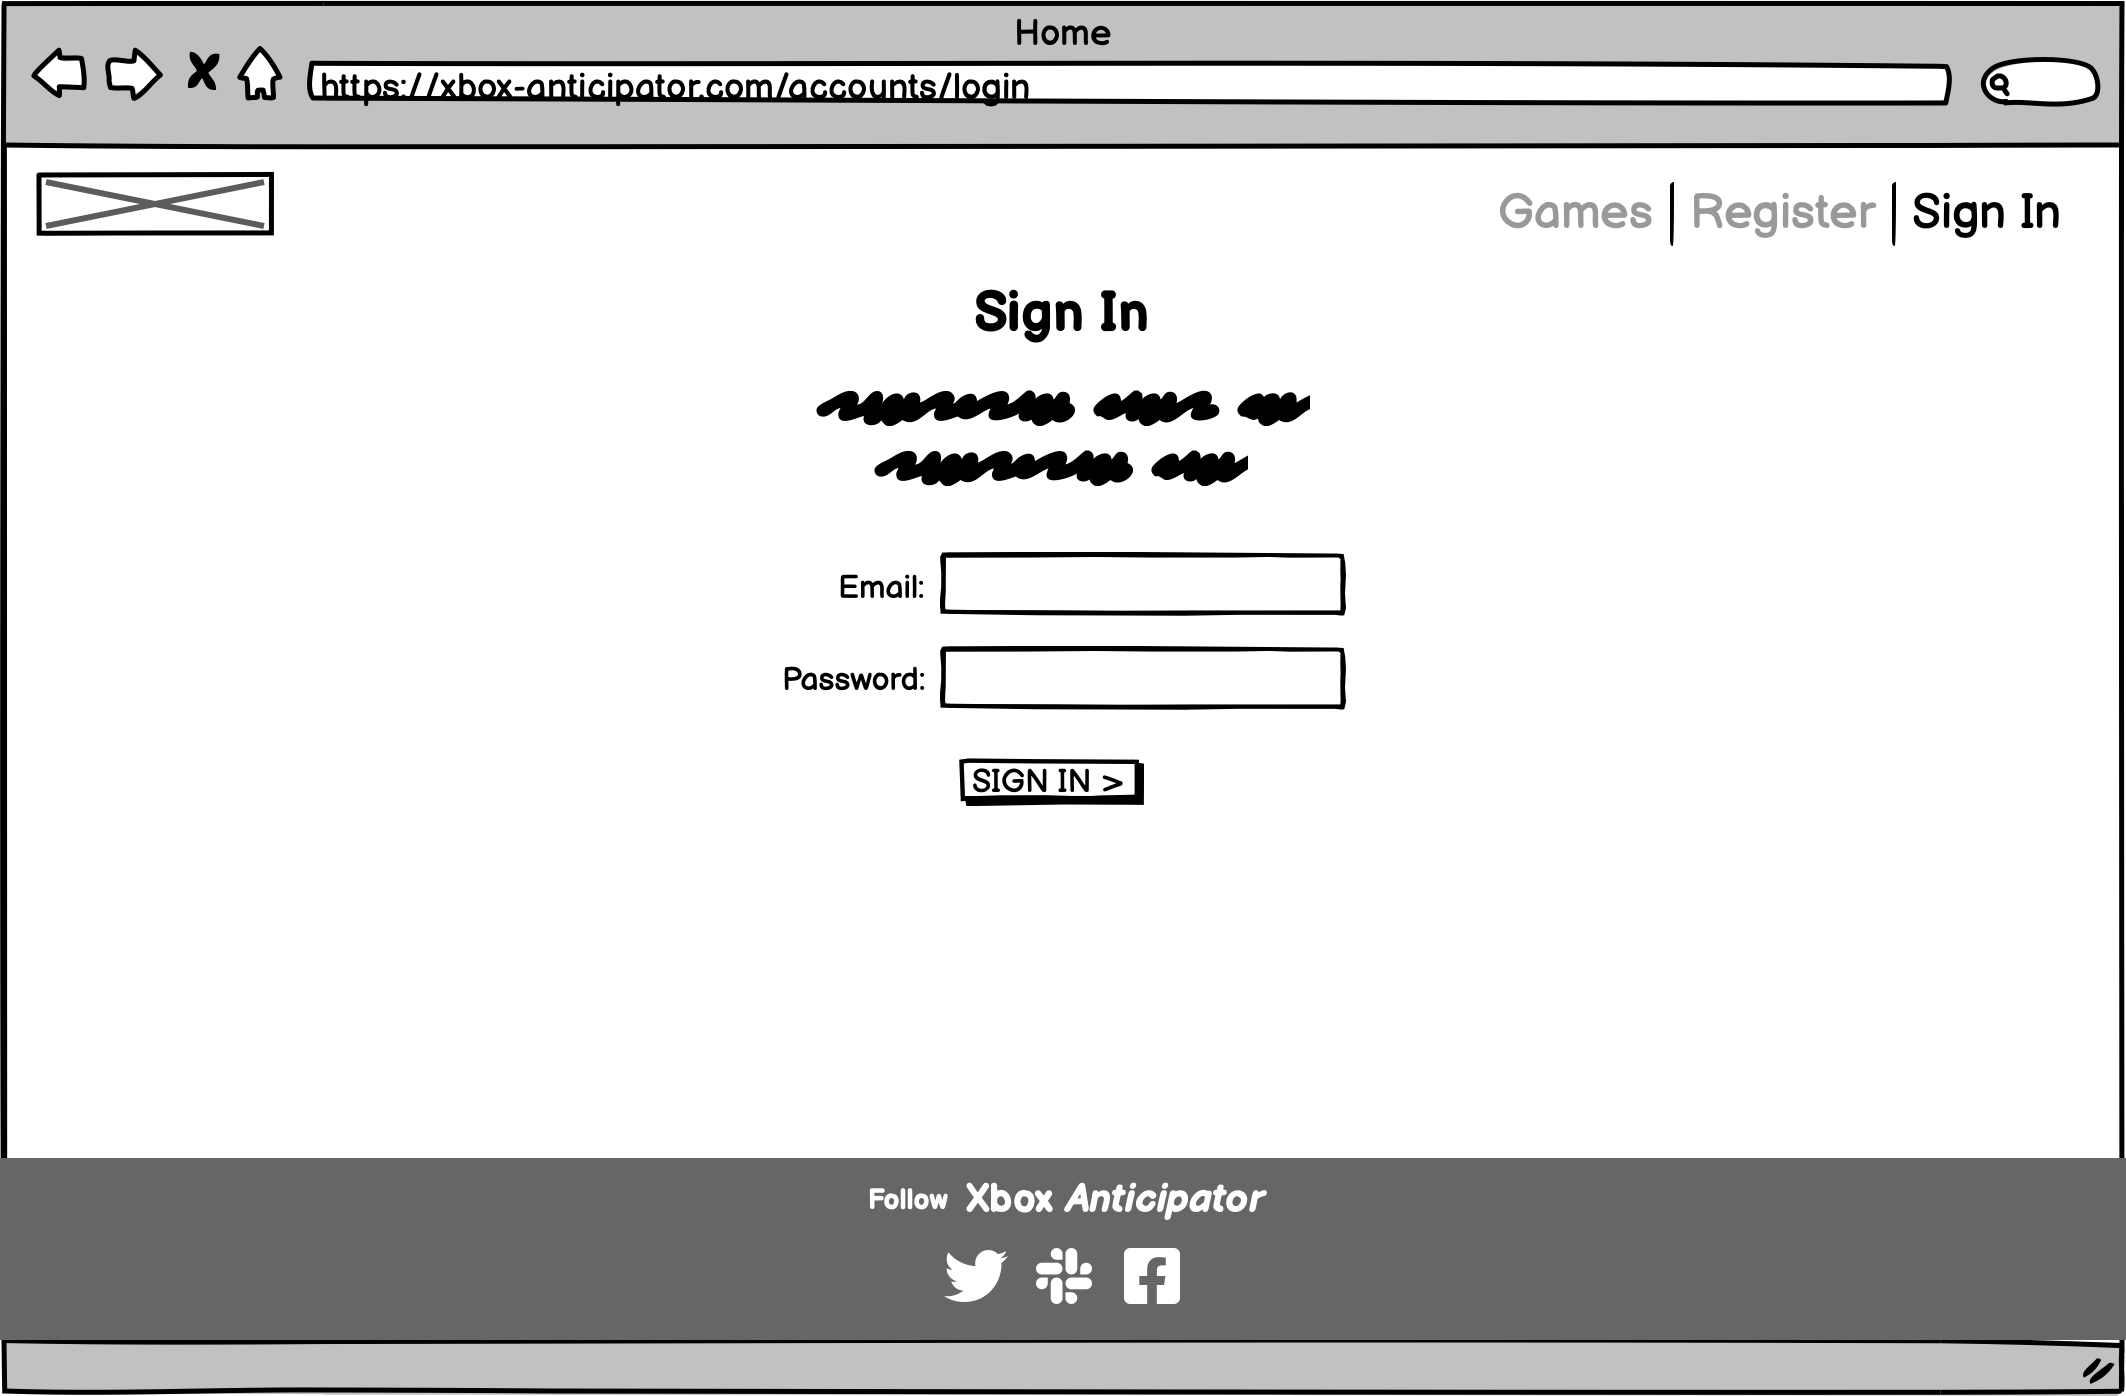 Home
https://xbox-anticipator.com/accounts/login
Games | Register | Sign In
Sign In
Email:
Password:
SIGN IN >
Follow Xbox Anticipator